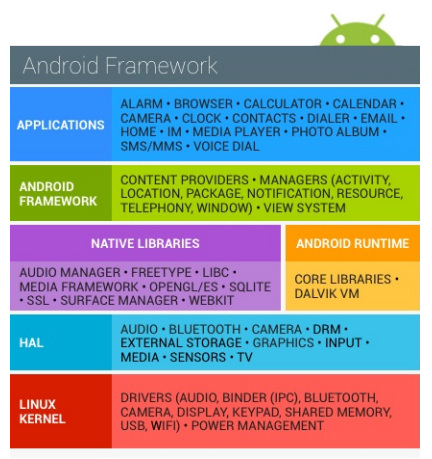 Android Framework
APPLICATIONS
ALARM • BROWSER • CALCULATOR • CALENDAR •
CAMERA • CLOCK • CONTACTS • DIALER • EMAIL •
HOME • IM • MEDIA PLAYER • PHOTO ALBUM •
SMS/MMS • VOICE DIAL
ANDROID
FRAMEWORK
CONTENT PROVIDERS • MANAGERS (ACTIVITY,
LOCATION, PACKAGE, NOTIFICATION, RESOURCE,
TELEPHONY, WINDOW) • VIEW SYSTEM
NATIVE LIBRARIES
AUDIO MANAGER • FREETYPE • LIBC •
MEDIA FRAMEWORK • OPENGL/ES • SQLITE
• SSL • SURFACE MANAGER • WEBKIT
ANDROID RUNTIME
CORE LIBRARIES •
DALVIK VM
HAL
AUDIO • BLUETOOTH • CAMERA • DRM •
EXTERNAL STORAGE • GRAPHICS • INPUT •
MEDIA • SENSORS • TV
LINUX
KERNEL
DRIVERS (AUDIO, BINDER (IPC), BLUETOOTH,
CAMERA, DISPLAY, KEYPAD, SHARED MEMORY,
USB, WIFI) • POWER MANAGEMENT